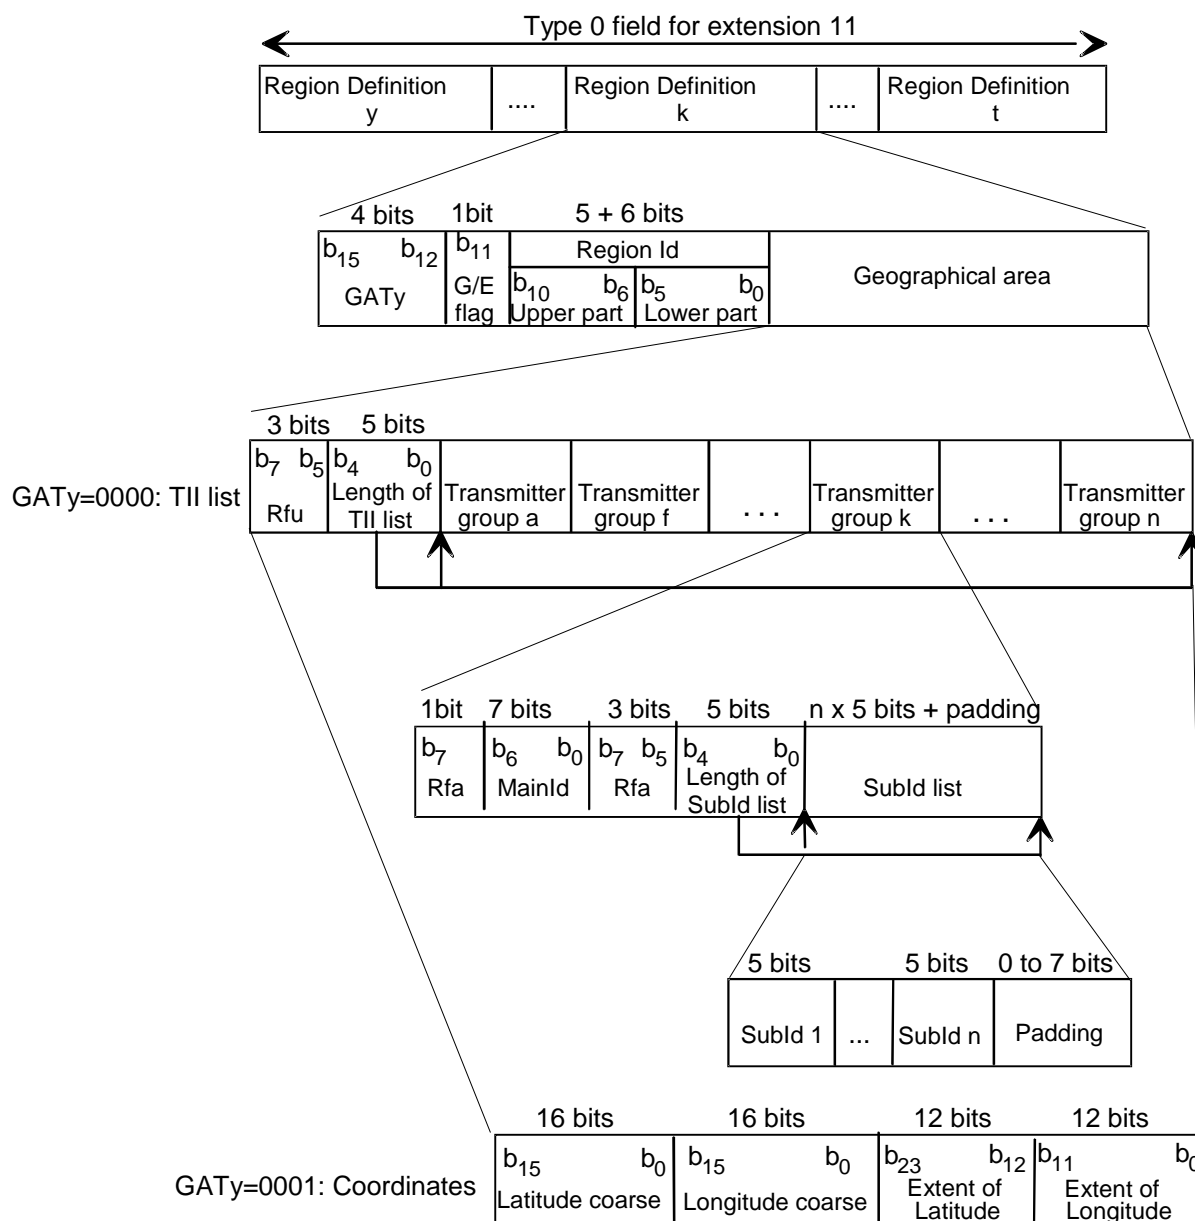 Type 0 field for extension 11
Region Definition y
....
Region Definition k
....
Region Definition t
4 bits
1bit
5 + 6 bits
b15 b12
GATy
b11
G/E flag
Region Id
b10 b6
Upper part
b5 b0
Lower part
Geographical area
3 bits
5 bits
GATy=0000: TII list
b7 b5
Rfu
b4 b0
Length of TII list
Transmitter group a
Transmitter group f
. . .
Transmitter group k
. . .
Transmitter group n
1bit
7 bits
3 bits
5 bits
n x 5 bits + padding
b7
Rfa
b6 b0
MainId
b7 b5
Rfa
b4 b0
Length of SubId list
SubId list
5 bits
5 bits
0 to 7 bits
SubId 1
...
SubId n
Padding
16 bits
16 bits
12 bits
12 bits
GATy=0001: Coordinates
b15 b0
Latitude coarse
b15 b0
Longitude coarse
b23 b12
Extent of Latitude
b11 b0
Extent of Longitude